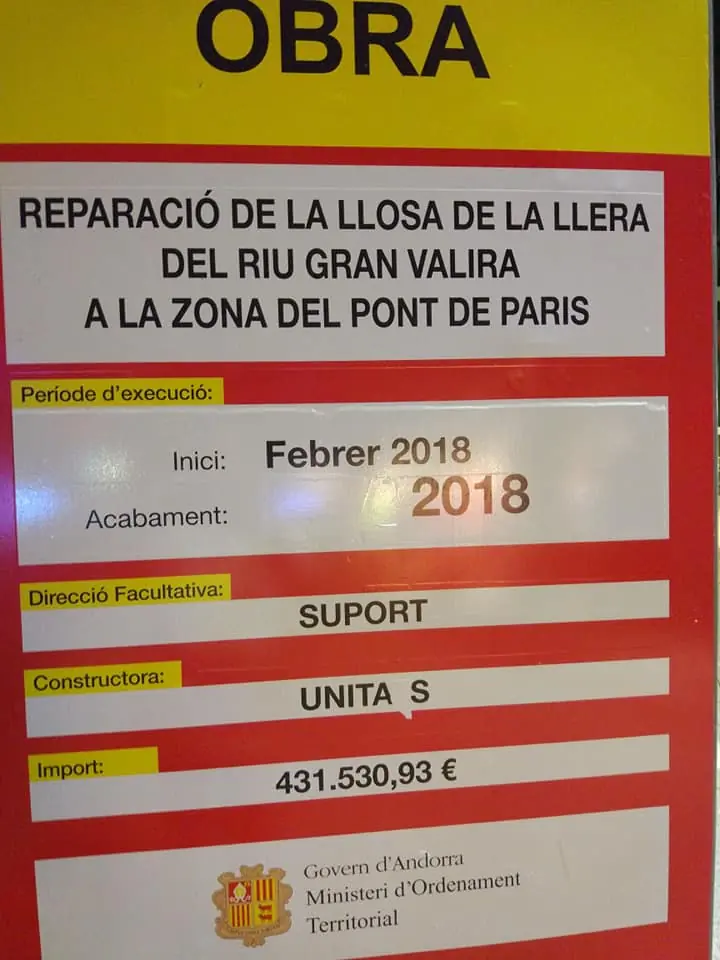 OBRA
REPARACIÓ DE LA LLOSA DE LA LLERA
DEL RIU GRAN VALIRA
A LA ZONA DEL PONT DE PARIS
Període d'execució:
Inici: Febrer 2018
Acabament: 2018
Direcció Facultativa:
SUPORT
Constructora:
UNITA S
Import:
431.530,93 €
Govern d'Andorra
Ministeri d'Ordenament
Territorial